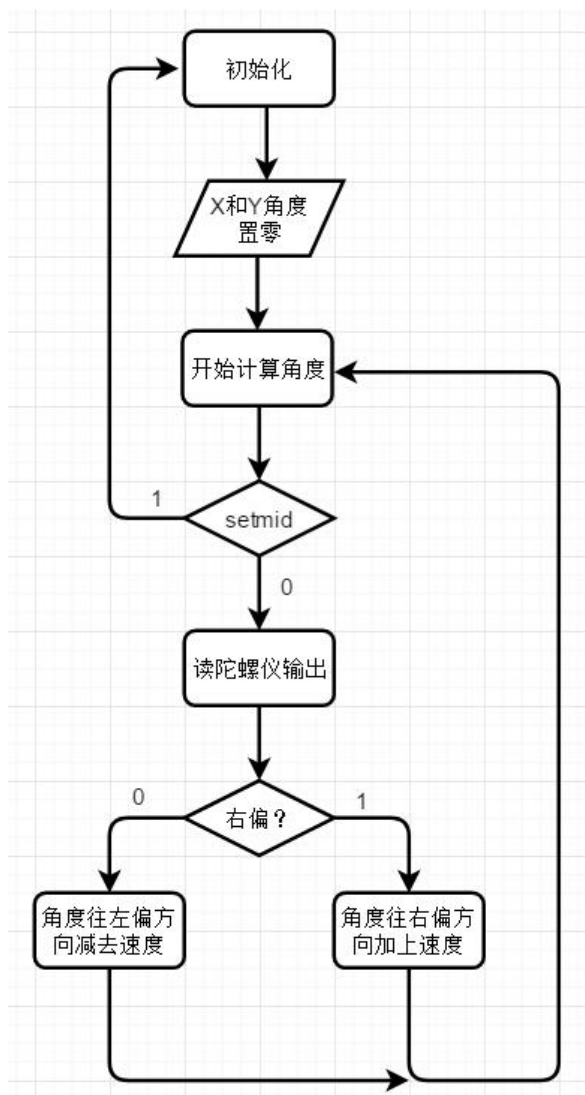 初始化
X和Y角度
置零
开始计算角度
1
setmid
0
读陀螺仪输出
0
右偏？
1
角度往左偏方
向减去速度
角度往右偏方
向加上速度